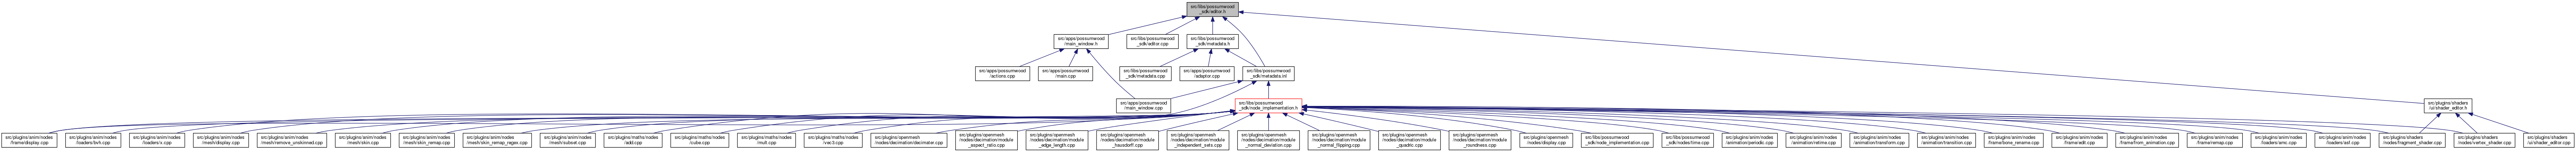 src/libs/possumwood
_sdk/editor.h
src/apps/possumwood
/main_window.h
src/libs/possumwood
_sdk/editor.cpp
src/libs/possumwood
_sdk/metadata.h
src/apps/possumwood
/actions.cpp
src/apps/possumwood
/main.cpp
src/libs/possumwood
_sdk/metadata.cpp
src/apps/possumwood
/adaptor.cpp
src/libs/possumwood
_sdk/metadata.inl
src/apps/possumwood
/main_window.cpp
src/libs/possumwood
_sdk/node_implementation.h
src/plugins/shaders
/ui/shader_editor.h
src/plugins/anim/nodes
/frame/display.cpp
src/plugins/anim/nodes
/loaders/bvh.cpp
src/plugins/anim/nodes
/loaders/x.cpp
src/plugins/anim/nodes
/mesh/display.cpp
src/plugins/anim/nodes
/mesh/remove_unskinned.cpp
src/plugins/anim/nodes
/mesh/skin.cpp
src/plugins/anim/nodes
/mesh/skin_remap.cpp
src/plugins/anim/nodes
/mesh/skin_remap_regex.cpp
src/plugins/anim/nodes
/mesh/subset.cpp
src/plugins/maths/nodes
/add.cpp
src/plugins/maths/nodes
/cube.cpp
src/plugins/maths/nodes
/mult.cpp
src/plugins/maths/nodes
/vec3.cpp
src/plugins/openmesh
/nodes/decimation/decimater.cpp
src/plugins/openmesh
/nodes/decimation/module
_aspect_ratio.cpp
src/plugins/openmesh
/nodes/decimation/module
_edge_length.cpp
src/plugins/openmesh
/nodes/decimation/module
_hausdorff.cpp
src/plugins/openmesh
/nodes/decimation/module
_independent_sets.cpp
src/plugins/openmesh
/nodes/decimation/module
_normal_deviation.cpp
src/plugins/openmesh
/nodes/decimation/module
_normal_flipping.cpp
src/plugins/openmesh
/nodes/decimation/module
_quadric.cpp
src/plugins/openmesh
/nodes/decimation/module
_roundness.cpp
src/plugins/openmesh
/nodes/display.cpp
src/libs/possumwood
_sdk/node_implementation.cpp
src/libs/possumwood
_sdk/nodes/time.cpp
src/plugins/anim/nodes
/animation/periodic.cpp
src/plugins/anim/nodes
/animation/retime.cpp
src/plugins/anim/nodes
/animation/transform.cpp
src/plugins/anim/nodes
/animation/transition.cpp
src/plugins/anim/nodes
/frame/bone_rename.cpp
src/plugins/anim/nodes
/frame/edit.cpp
src/plugins/anim/nodes
/frame/from_animation.cpp
src/plugins/anim/nodes
/frame/remap.cpp
src/plugins/anim/nodes
/loaders/amc.cpp
src/plugins/anim/nodes
/loaders/asf.cpp
src/plugins/shaders
/nodes/fragment_shader.cpp
src/plugins/shaders
/nodes/vertex_shader.cpp
src/plugins/shaders
/ui/shader_editor.cpp